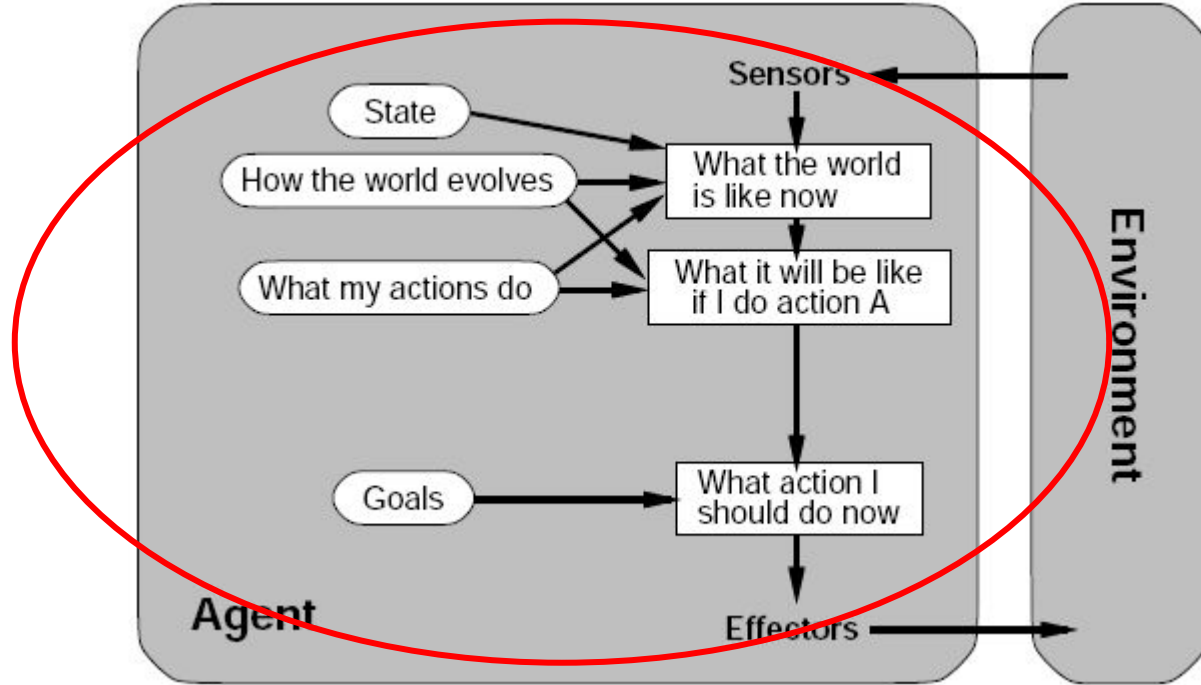 Sensors
State
What the world
is like now
How the world evolves
What my actions do
What it will be like
if I do action A
Goals
What action I
should do now
Agent
Effectors
Environment